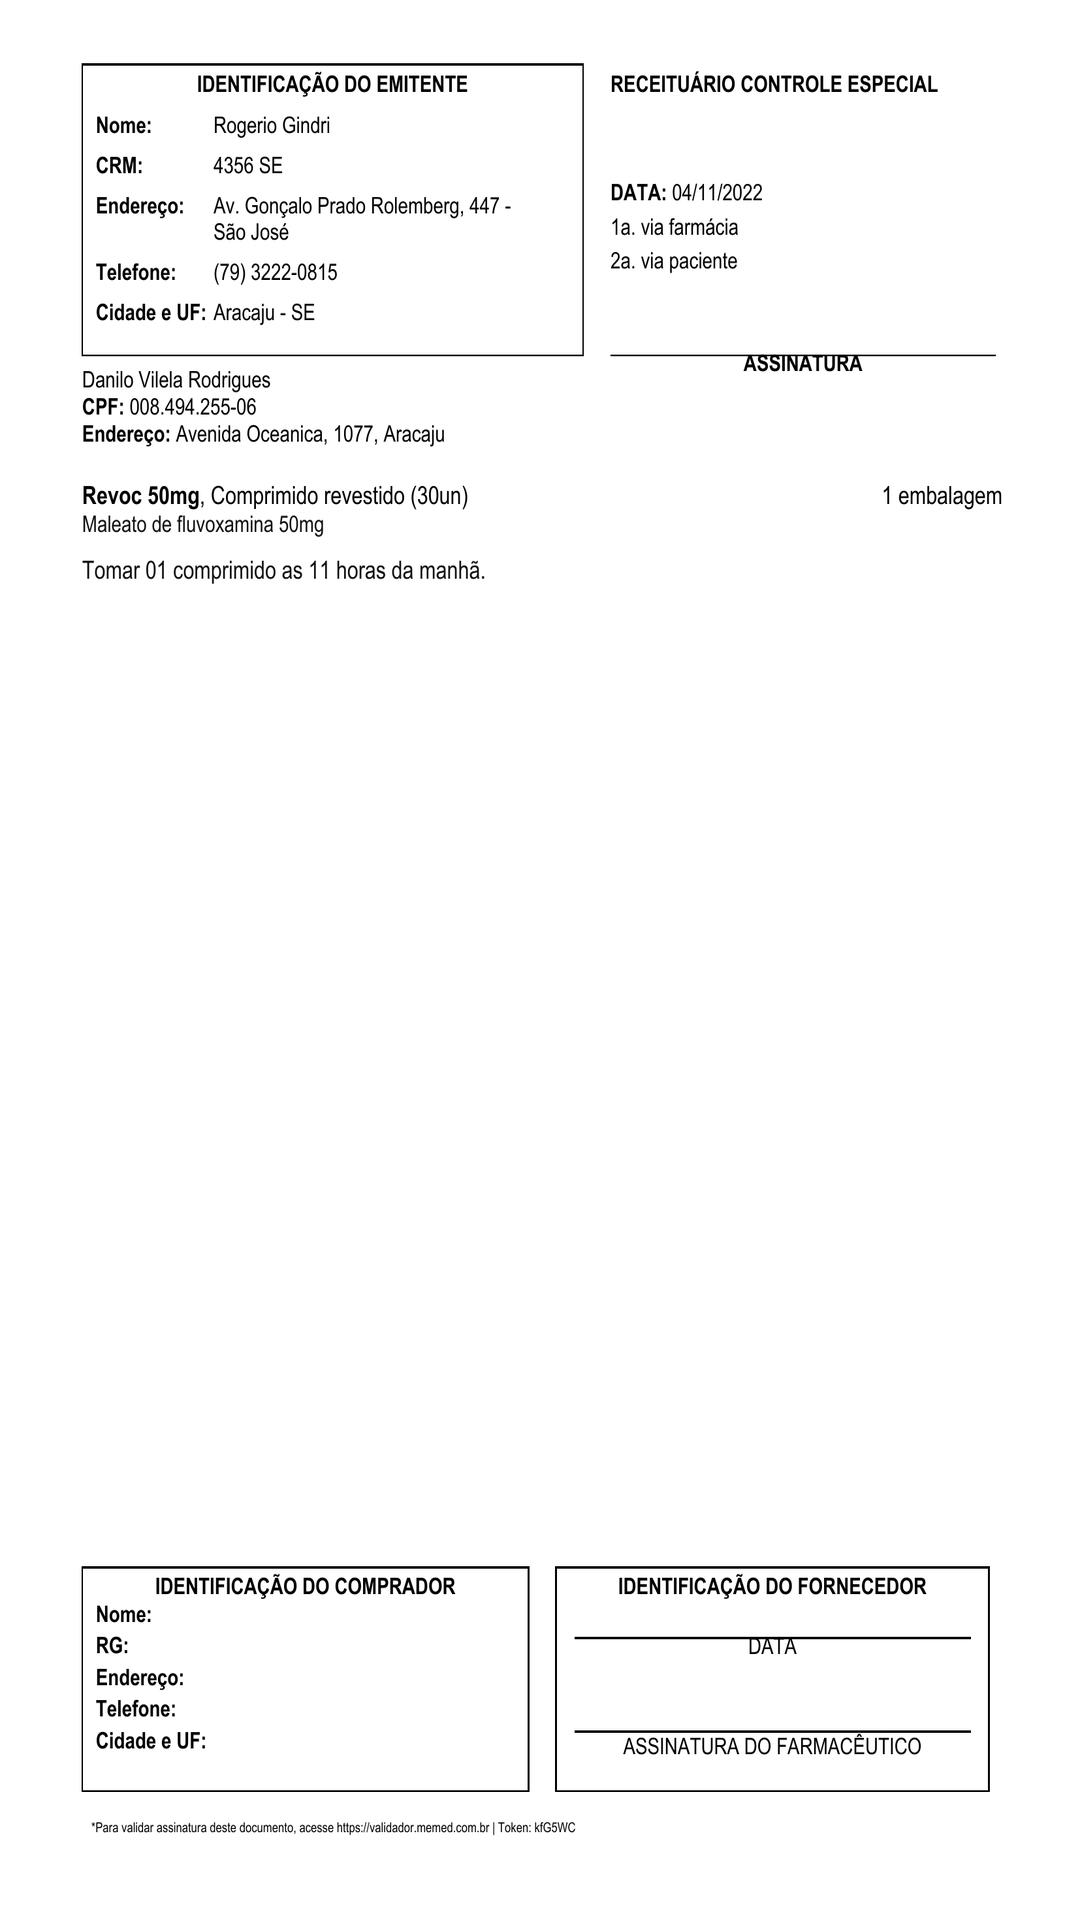 IDENTIFICAÇÃO DO EMITENTE
Nome: Rogerio Gindri
CRM: 4356 SE
Endereço: Av. Gonçalo Prado Rolemberg, 447 -
São José
Telefone: (79) 3222-0815
Cidade e UF: Aracaju - SE
RECEITUÁRIO CONTROLE ESPECIAL
DATA: 04/11/2022
1a. via farmácia
2a. via paciente
ASSINATURA
Danilo Vilela Rodrigues
CPF: 008.494.255-06
Endereço: Avenida Oceanica, 1077, Aracaju
Revoc 50mg, Comprimido revestido (30un) 1 embalagem
Maleato de fluvoxamina 50mg
Tomar 01 comprimido as 11 horas da manhã.
IDENTIFICAÇÃO DO COMPRADOR
Nome:
RG:
Endereço:
Telefone:
Cidade e UF:
IDENTIFICAÇÃO DO FORNECEDOR
DATA
ASSINATURA DO FARMACÊUTICO
*Para validar assinatura deste documento, acesse https://validador.memed.com.br | Token: kfG5WC